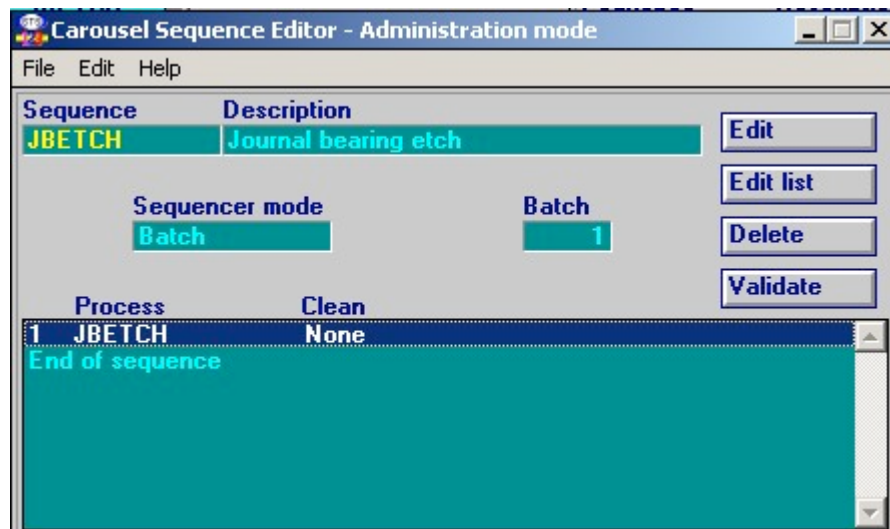 Carousel Sequence Editor - Administration mode
File Edit Help
Sequence Description
JBETCH Journal bearing etch
Edit
Edit list
Sequencer mode Batch
Batch 1
Delete
Validate
Process Clean
1 JBETCH None
End of sequence